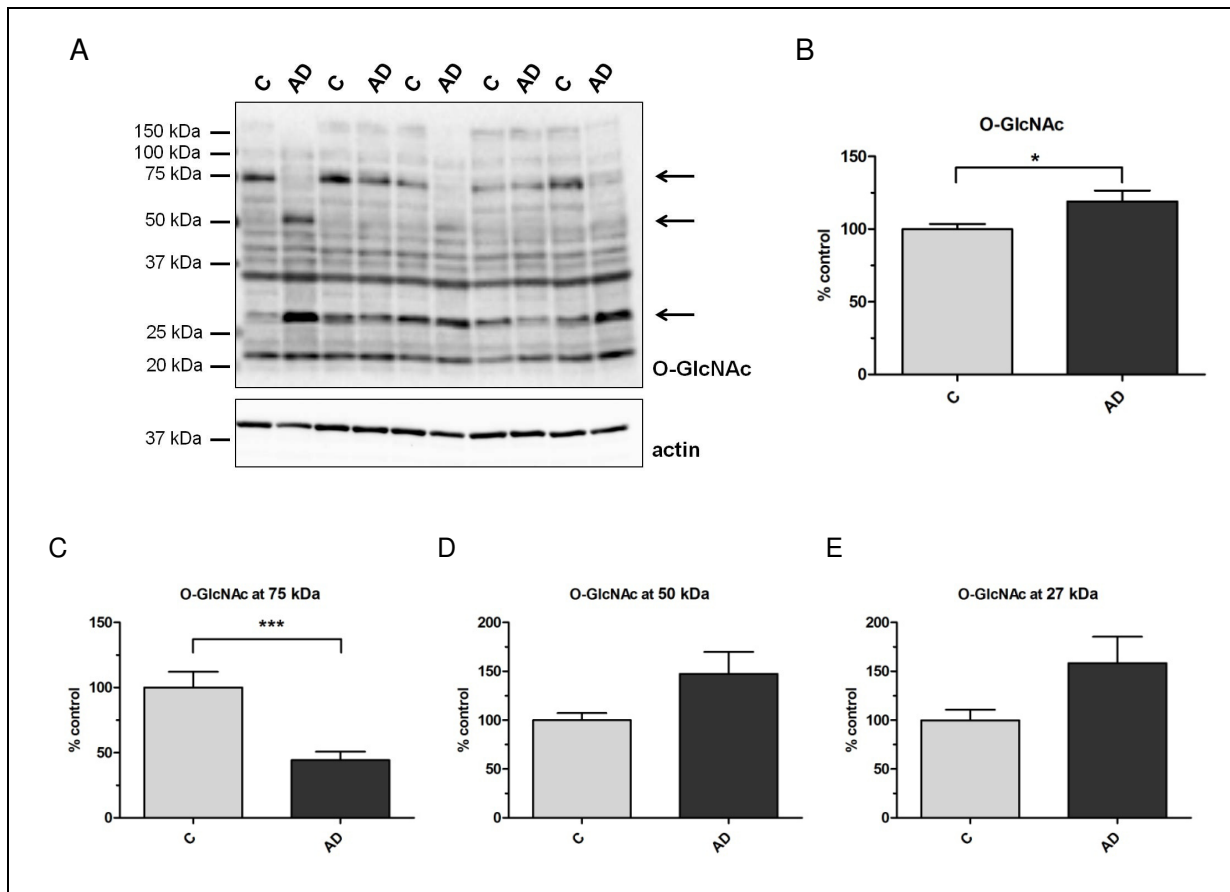 A
C AD C AD C AD C AD C AD
150 kDa
100 kDa
75 kDa
50 kDa
37 kDa
25 kDa
20 kDa
O-GlcNAc
37 kDa
actin
B
O-GlcNAc
% control
150
100
50
0
*
C AD
C
O-GlcNAc at 75 kDa
% control
150
100
50
0
***
C AD
D
O-GlcNAc at 50 kDa
% control
200
150
100
50
0
C AD
E
O-GlcNAc at 27 kDa
% control
200
150
100
50
0
C AD